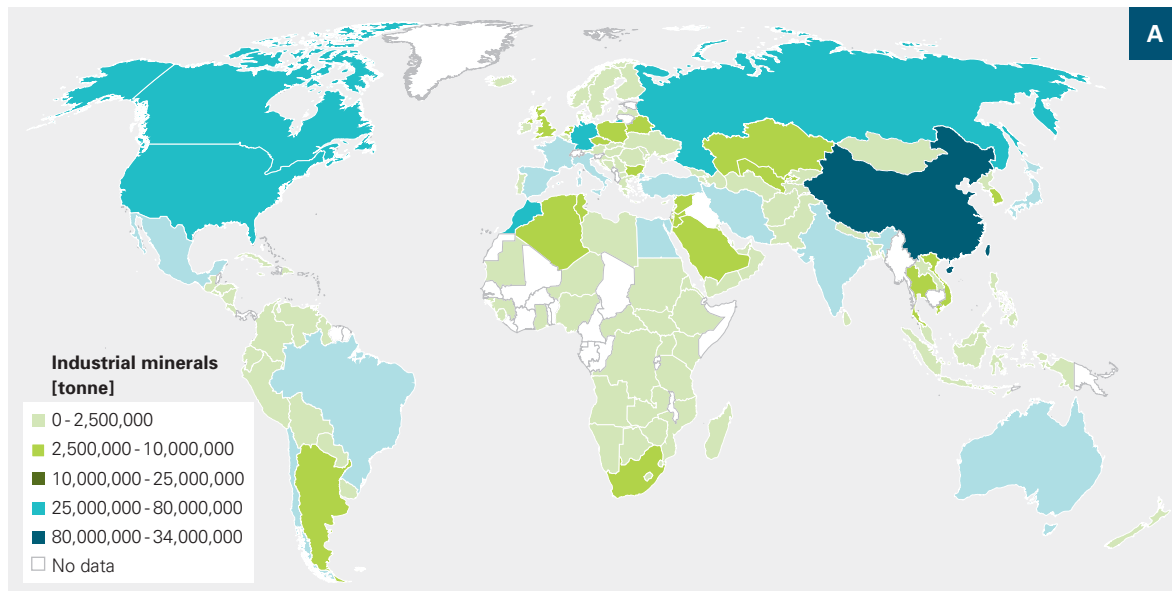 A
Industrial minerals
[tonne]
0 - 2,500,000
2,500,000 - 10,000,000
10,000,000 - 25,000,000
25,000,000 - 80,000,000
80,000,000 - 34,000,000
No data